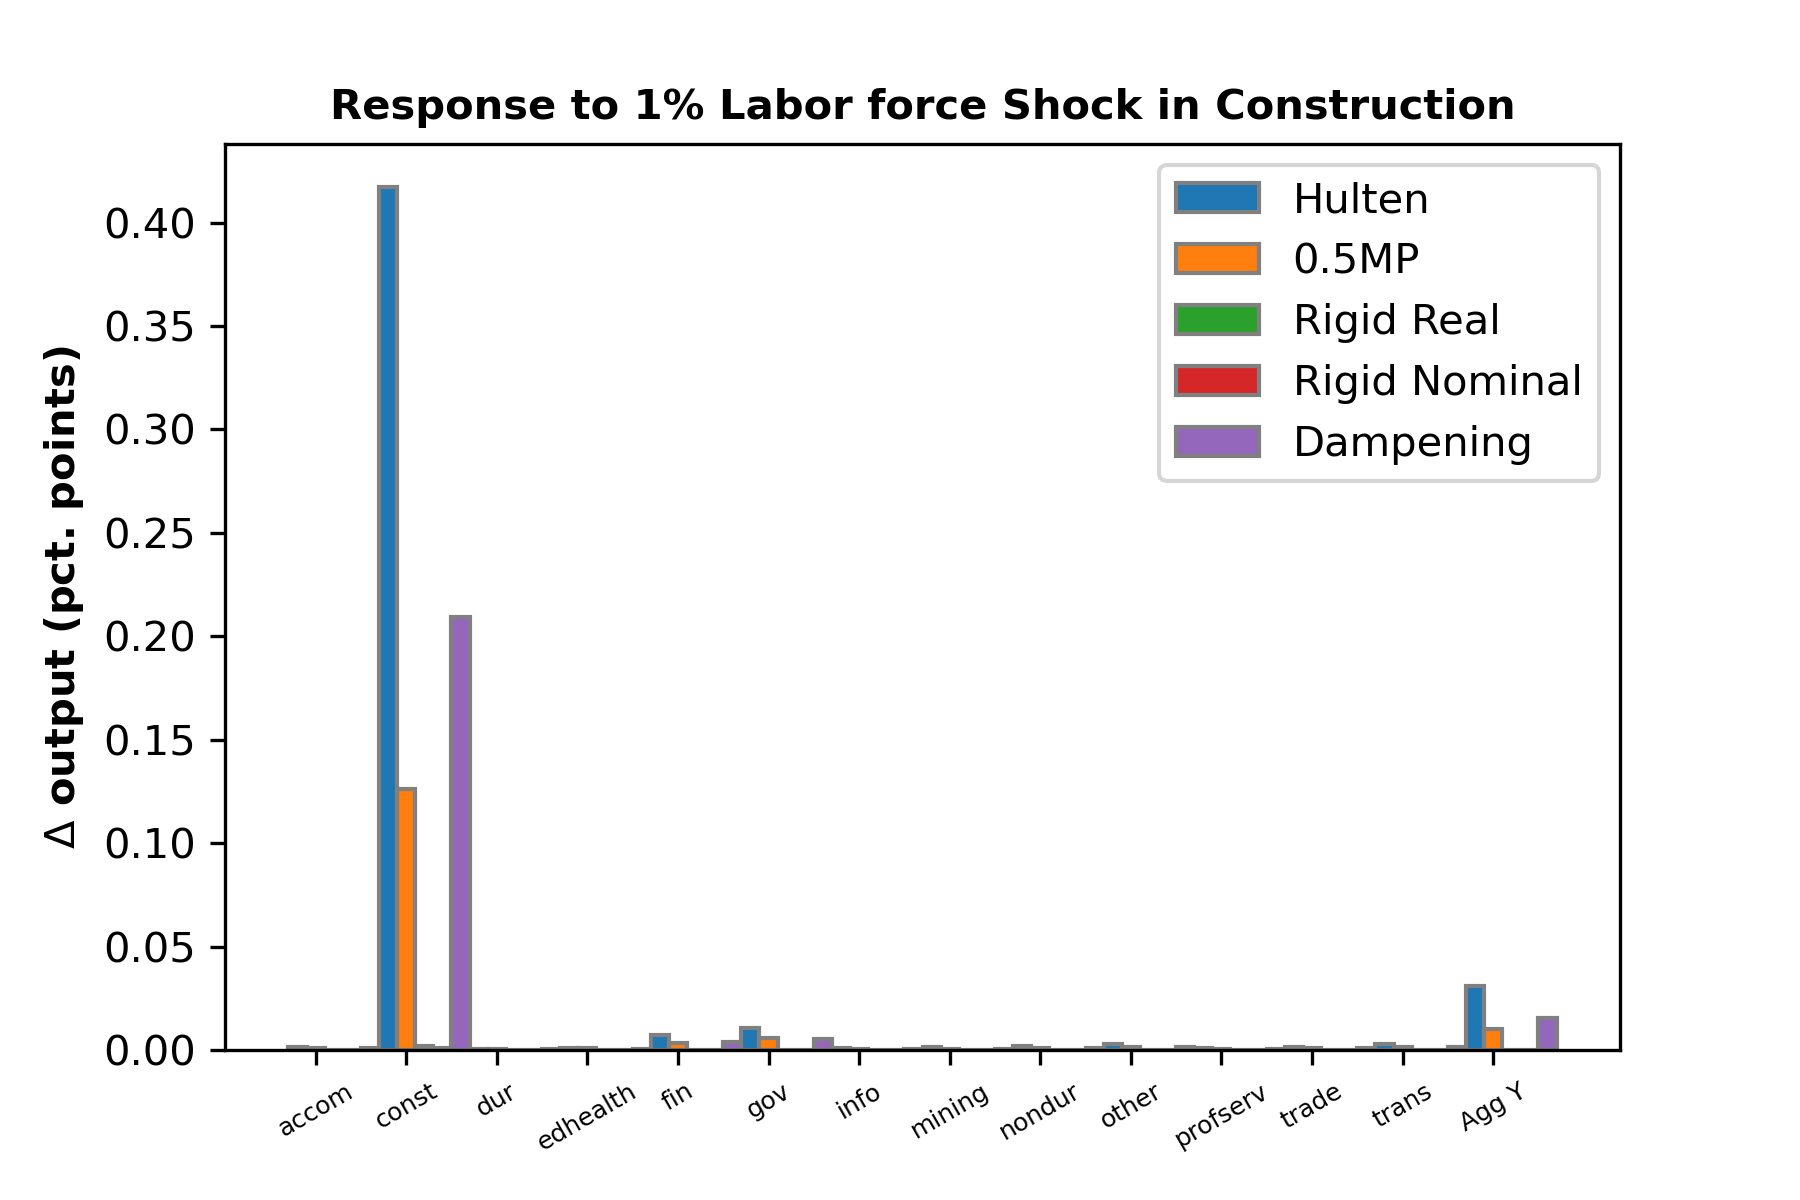 Response to 1% Labor force Shock in Construction
Δ output (pct. points)
0.40
0.35
0.30
0.25
0.20
0.15
0.10
0.05
0.00
Hulten
0.5MP
Rigid Real
Rigid Nominal
Dampening
accom
const
dur
edhealth
fin
gov
info
mining
nondur
other
profserv
trade
trans
Agg Y